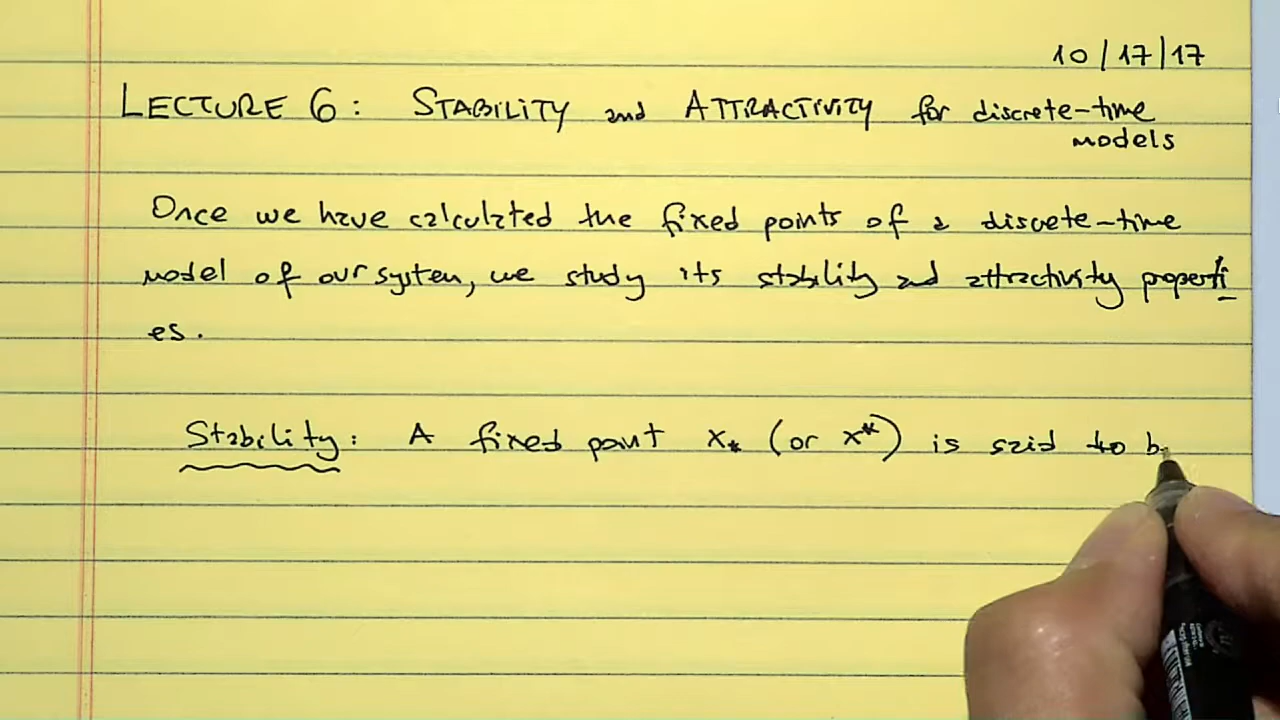 10/17/17
LECTURE 6: STABILITY and ATTRACTIVITY for discrete-time
models
Once we have calculated the fixed points of a discete-time
model of our system, we study its stability and attractivity properti
es.
Stability: A fixed point x* (or x*) is said to b